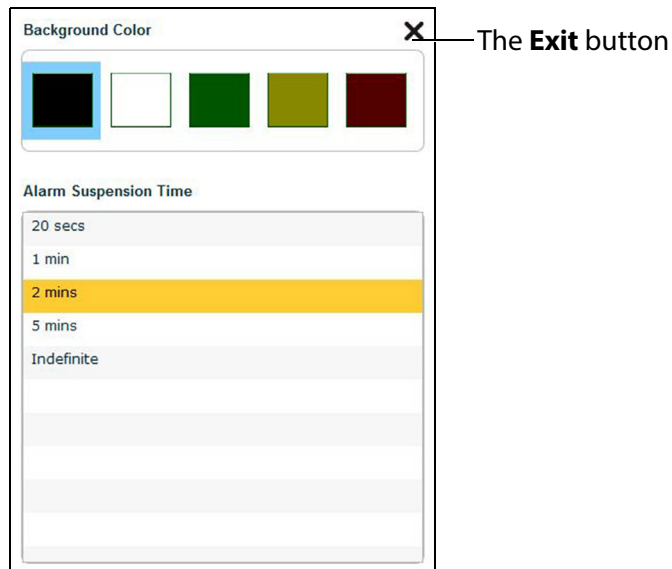 Background Color
The Exit button
Alarm Suspension Time
20 secs
1 min
2 mins
5 mins
Indefinite